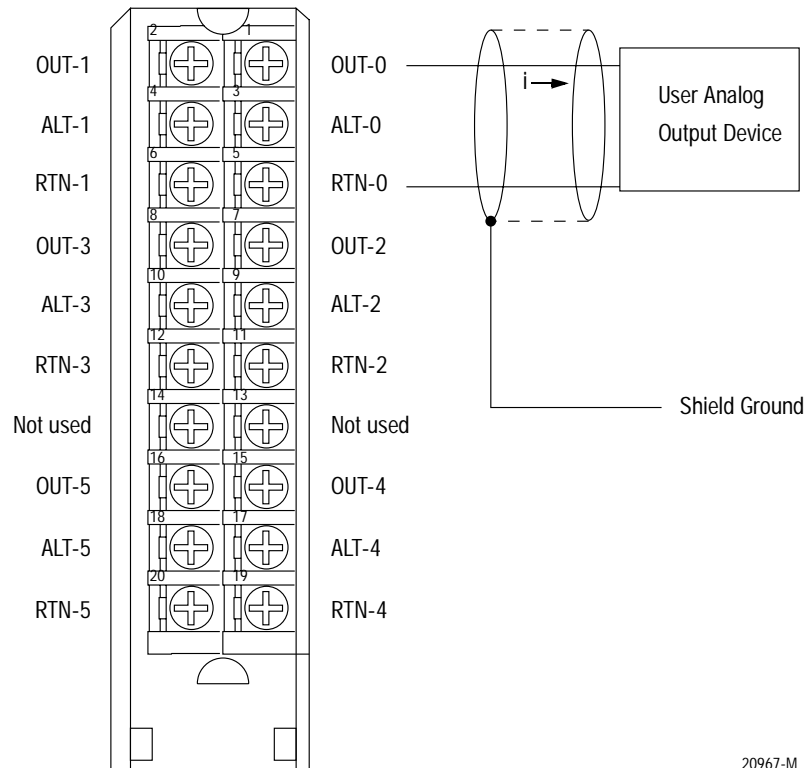 2 1
OUT-1 OUT-0
i
User Analog
Output Device
4 3
ALT-1 ALT-0
6 5
RTN-1 RTN-0
8 7
OUT-3 OUT-2
10 9
ALT-3 ALT-2
12 11
RTN-3 RTN-2
14 13
Shield Ground
Not used Not used
16 15
OUT-5 OUT-4
18 17
ALT-5 ALT-4
20 19
RTN-5 RTN-4
20967-M